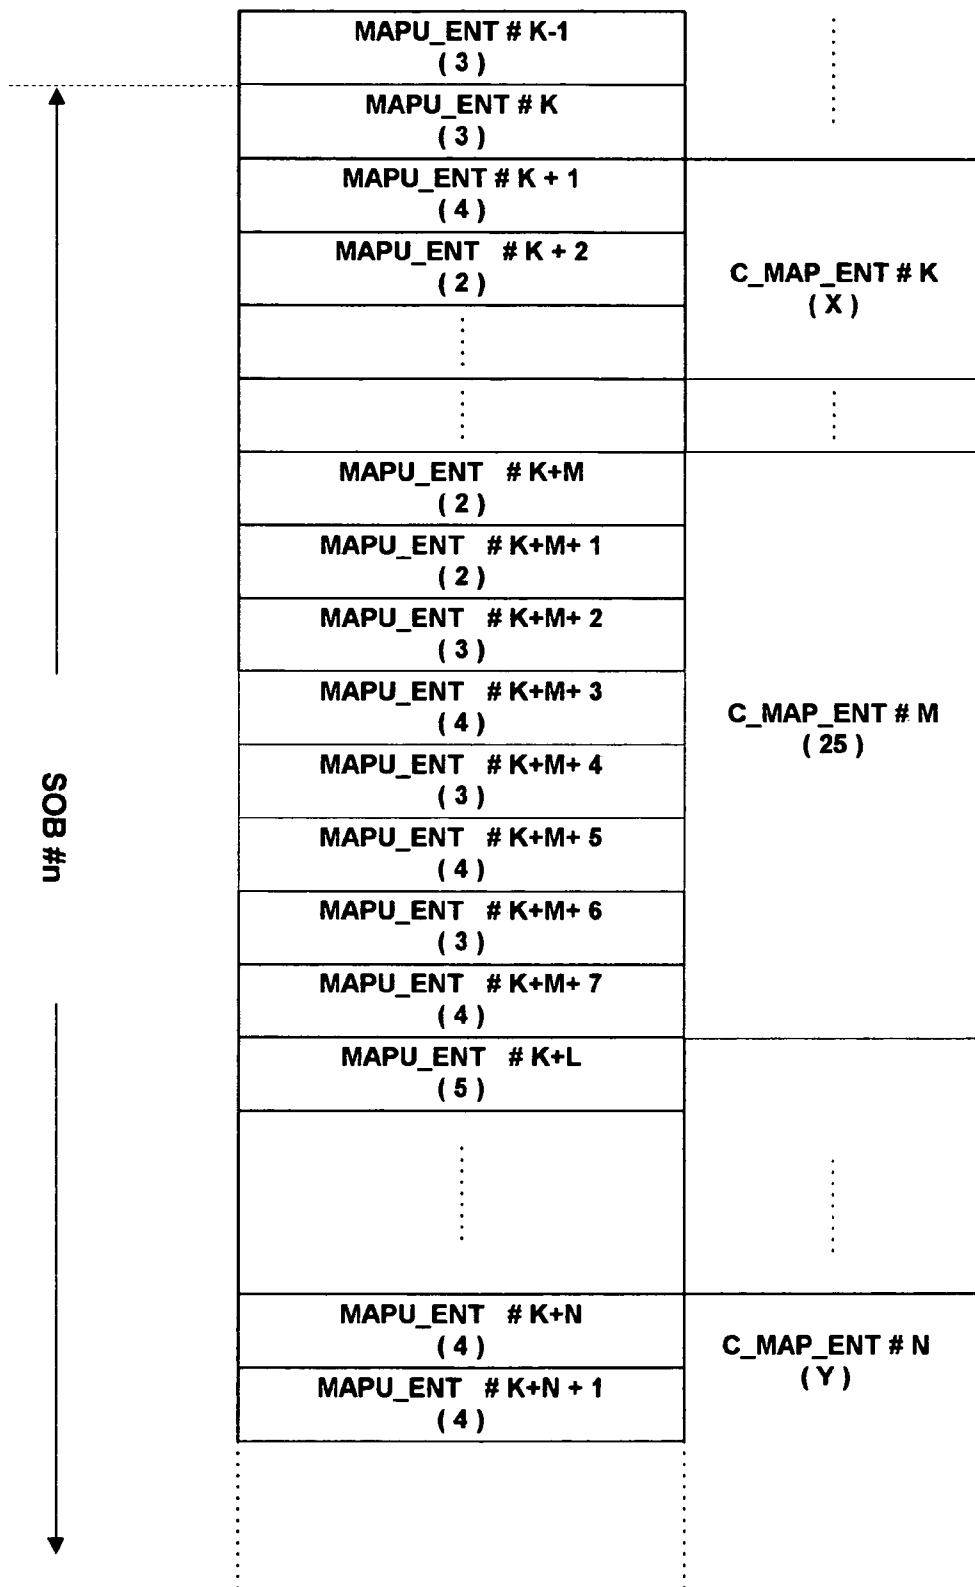 MAPU_ENT # K-1
( 3 )
MAPU_ENT # K
( 3 )
MAPU_ENT # K + 1
( 4 )
MAPU_ENT # K + 2
( 2 )
C_MAP_ENT # K
( X )
MAPU_ENT # K+M
( 2 )
MAPU_ENT # K+M+ 1
( 2 )
MAPU_ENT # K+M+ 2
( 3 )
MAPU_ENT # K+M+ 3
( 4 )
C_MAP_ENT # M
( 25 )
MAPU_ENT # K+M+ 4
( 3 )
MAPU_ENT # K+M+ 5
( 4 )
MAPU_ENT # K+M+ 6
( 3 )
MAPU_ENT # K+M+ 7
( 4 )
SOB #n
MAPU_ENT # K+L
( 5 )
MAPU_ENT # K+N
( 4 )
C_MAP_ENT # N
( Y )
MAPU_ENT # K+N + 1
( 4 )